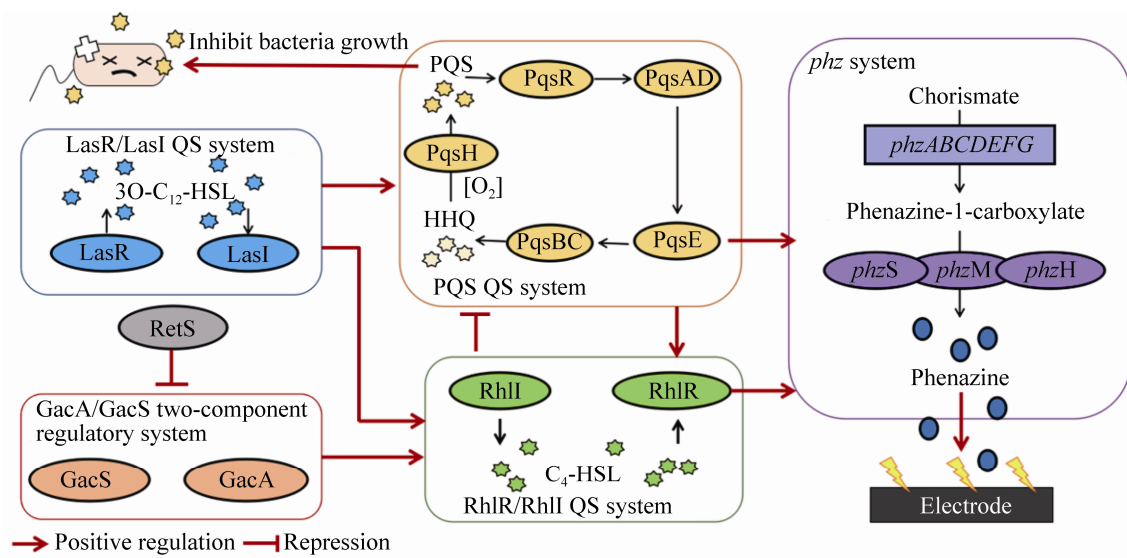 Inhibit bacteria growth
LasR/LasI QS system
3O-C₁₂-HSL
LasR
LasI
RetS
GacA/GacS two-component
regulatory system
GacS
GacA
PQS
PqsR
PqsAD
PqsH
[O₂]
HHQ
PqsBC
PqsE
PQS QS system
RhlI
RhlR
C₄-HSL
RhlR/RhlI QS system
phz system
Chorismate
phzABCDEFG
Phenazine-1-carboxylate
phzS
phzM
phzH
Phenazine
Electrode
Positive regulation
Repression